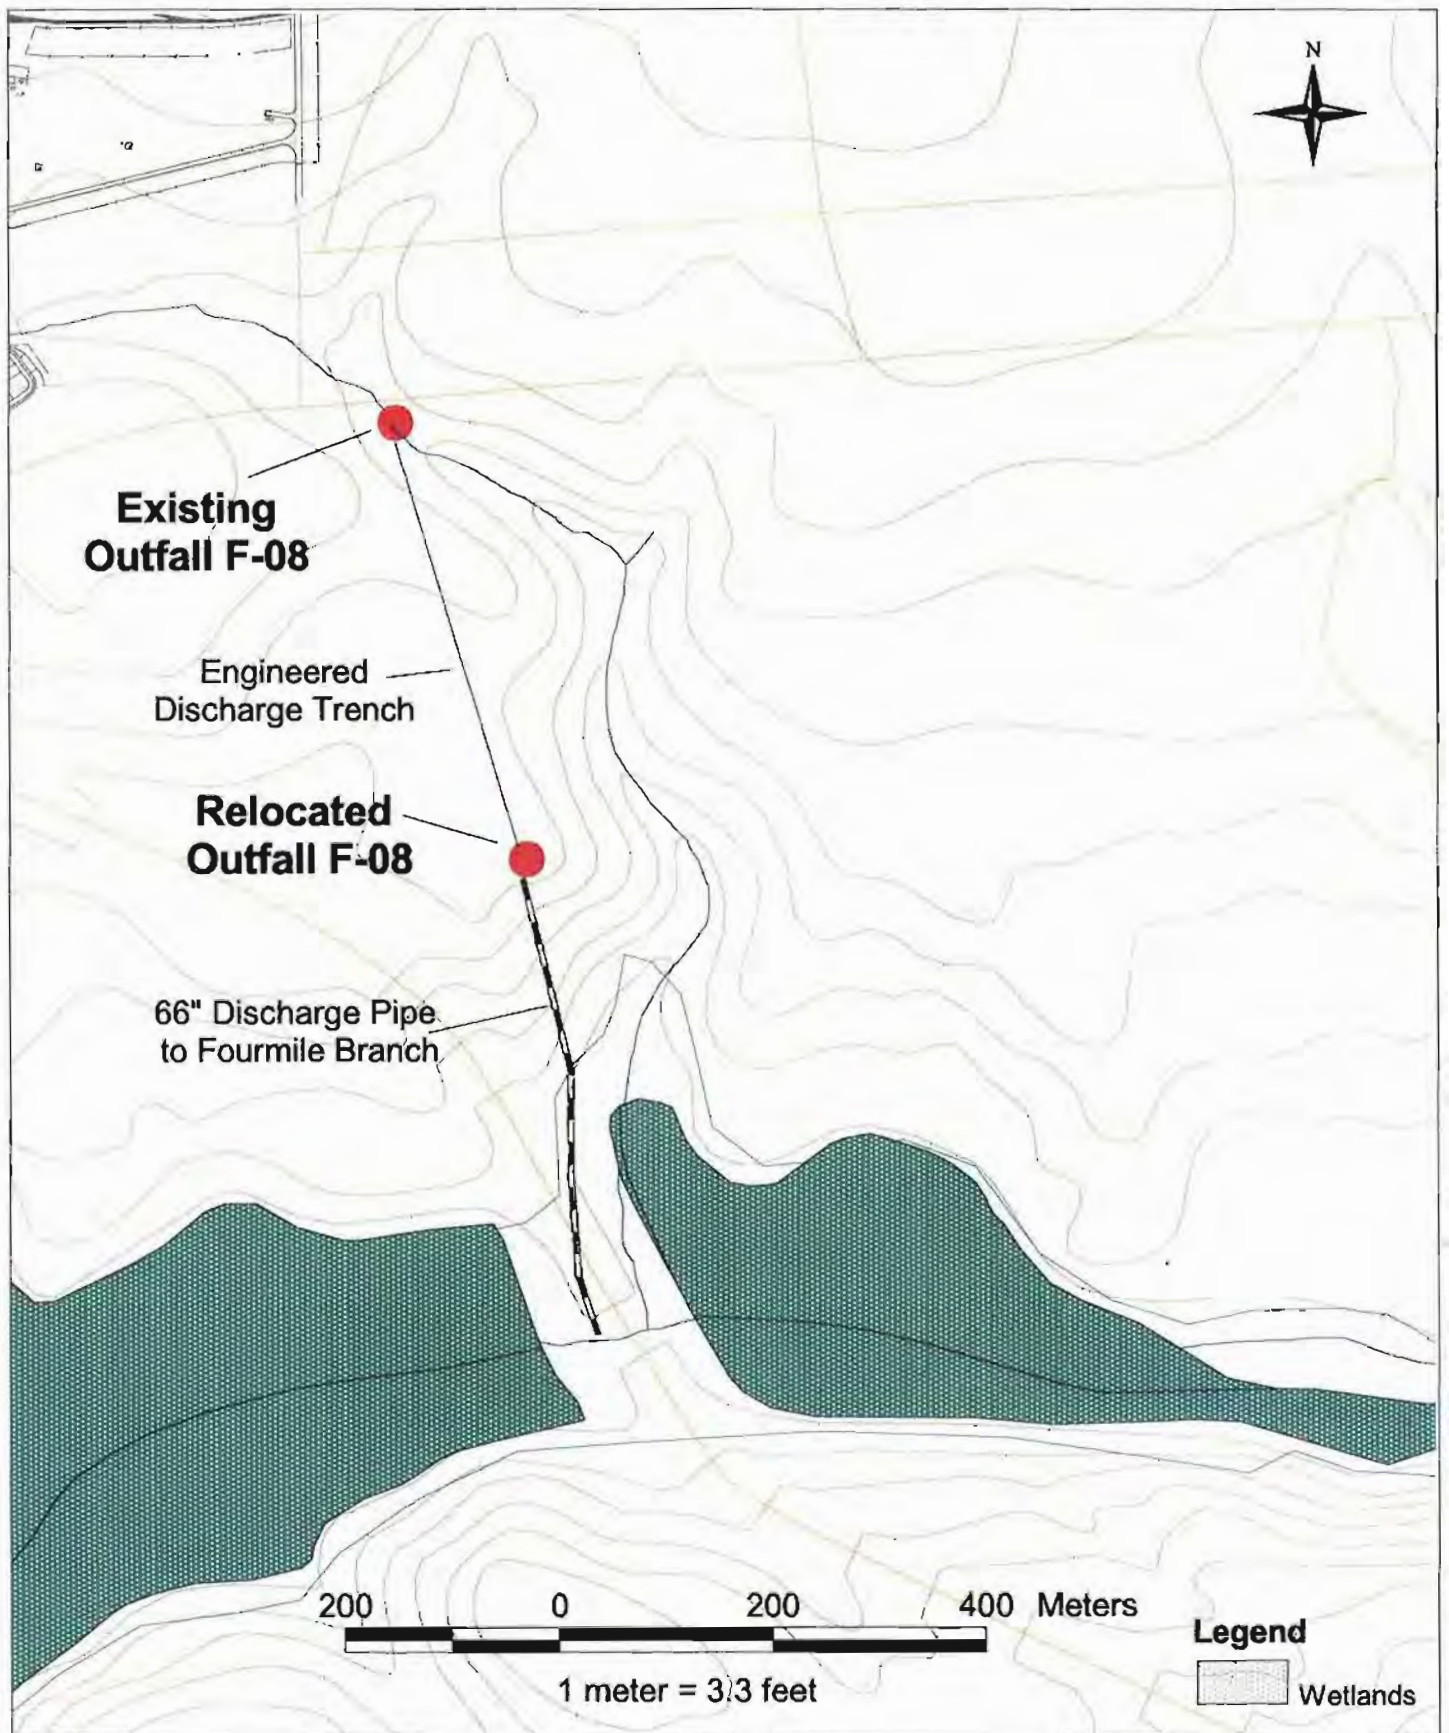 N
Existing
Outfall F-08
Engineered
Discharge Trench
Relocated
Outfall F-08
66" Discharge Pipe
to Fourmile Branch
200 0 200 400 Meters
1 meter = 3.3 feet
Legend
Wetlands